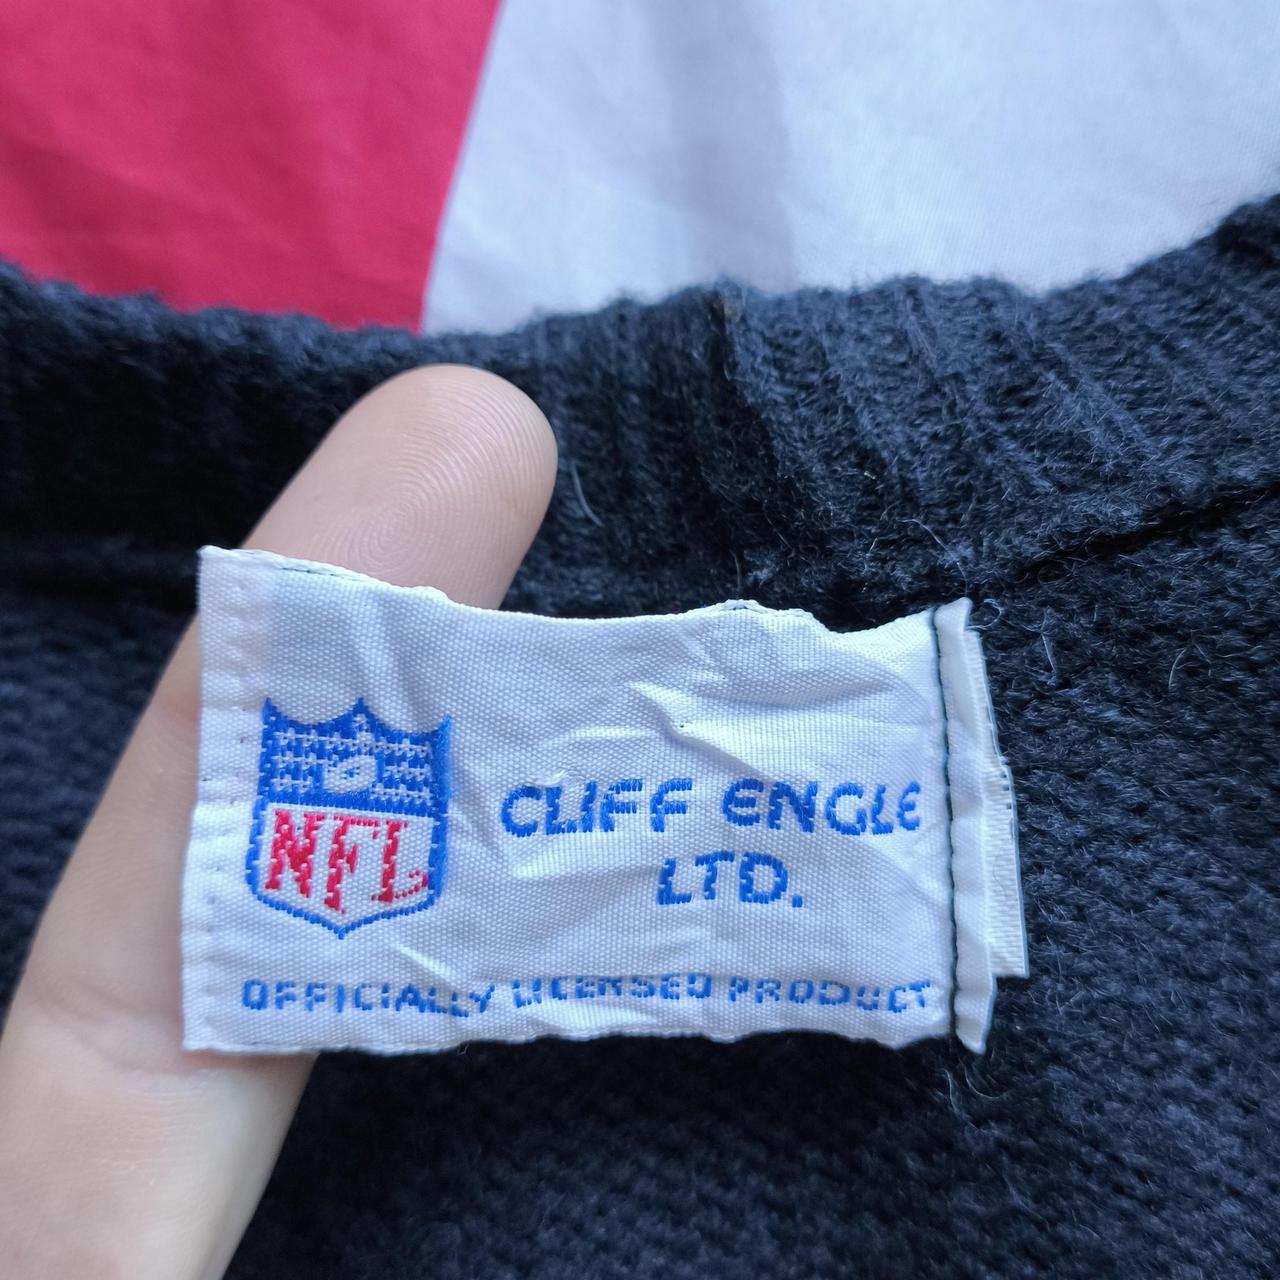 NFL
CLIFF ENGLE
LTD.
OFFICIALLY LICENSED PRODUCT